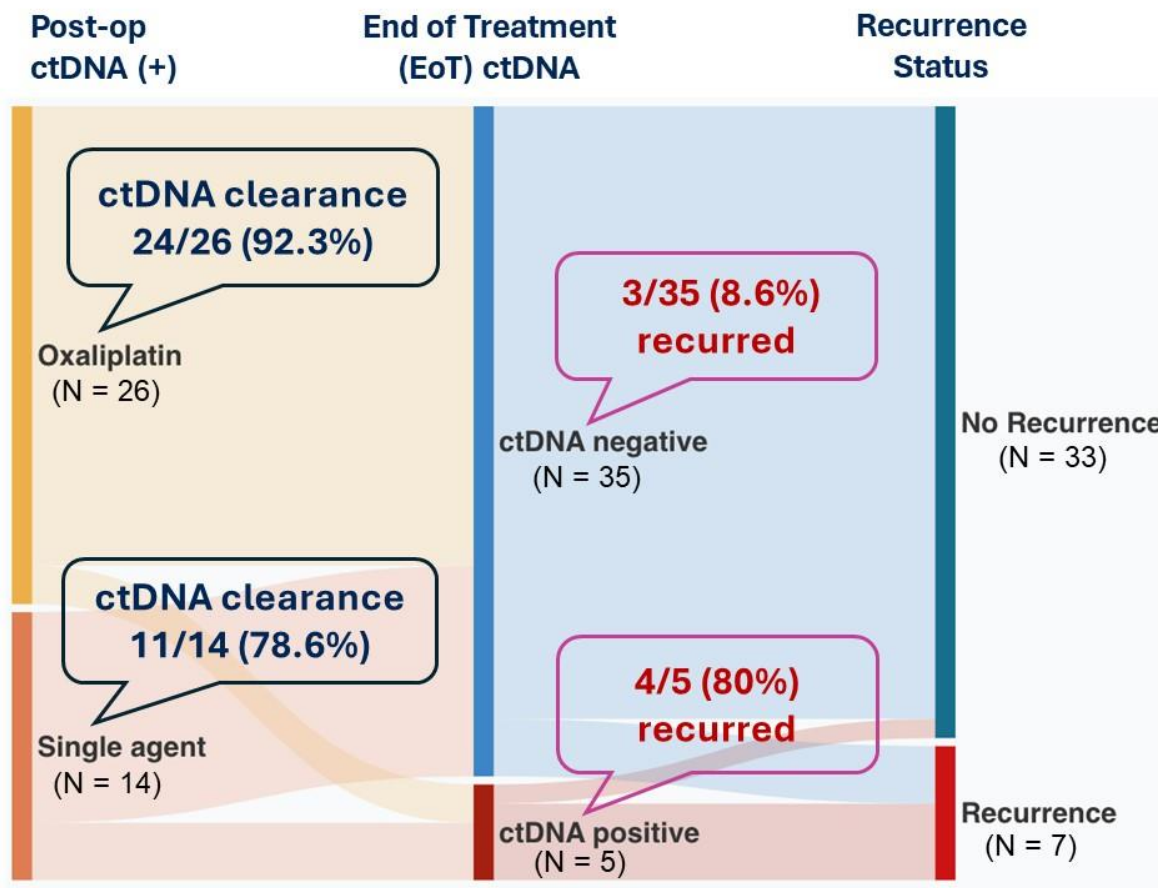 Post-op
ctDNA (+)
End of Treatment
(EoT) ctDNA
Recurrence
Status
ctDNA clearance
24/26 (92.3%)
Oxaliplatin
(N = 26)
3/35 (8.6%)
recurred
ctDNA negative
(N = 35)
No Recurrence
(N = 33)
ctDNA clearance
11/14 (78.6%)
Single agent
(N = 14)
4/5 (80%)
recurred
ctDNA positive
(N = 5)
Recurrence
(N = 7)